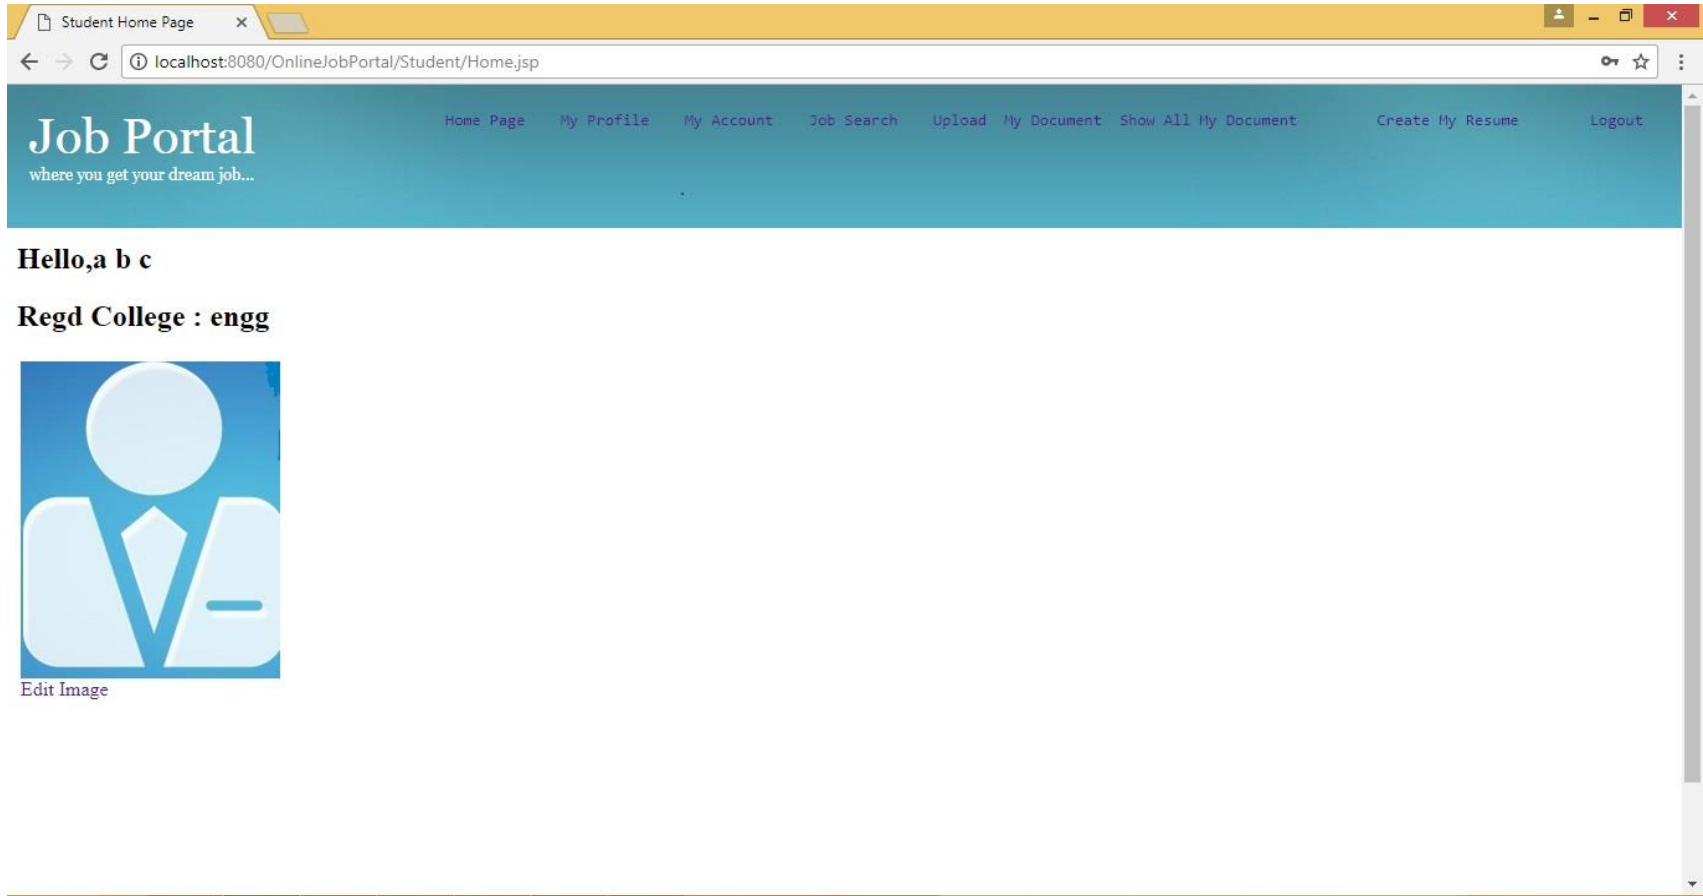 Student Home Page
localhost:8080/OnlineJobPortal/Student/Home.jsp
Job Portal
where you get your dream job...
Home Page My Profile My Account Job Search Upload My Document Show All My Document Create My Resume Logout
Hello,a b c
Regd College : engg
Edit Image